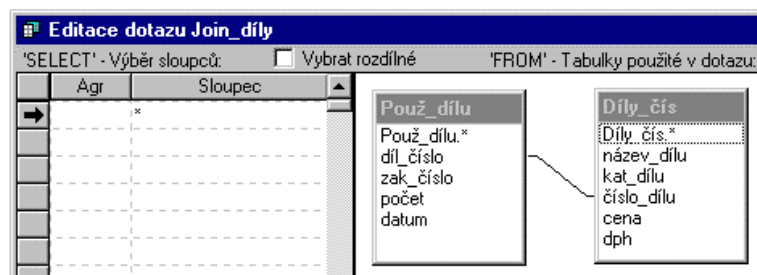 Editace dotazu Join_díly
'SELECT' - Výběr sloupců: Vybrat rozdílné 'FROM' - Tabulky použité v dotazu:
Agr Sloupec
*
Použ_dílu
Použ_dílu.*
díl_číslo
zak_číslo
počet
datum
Díly_čís
Díly_čís.*
název_dílu
kat_dílu
číslo_dílu
cena
dph